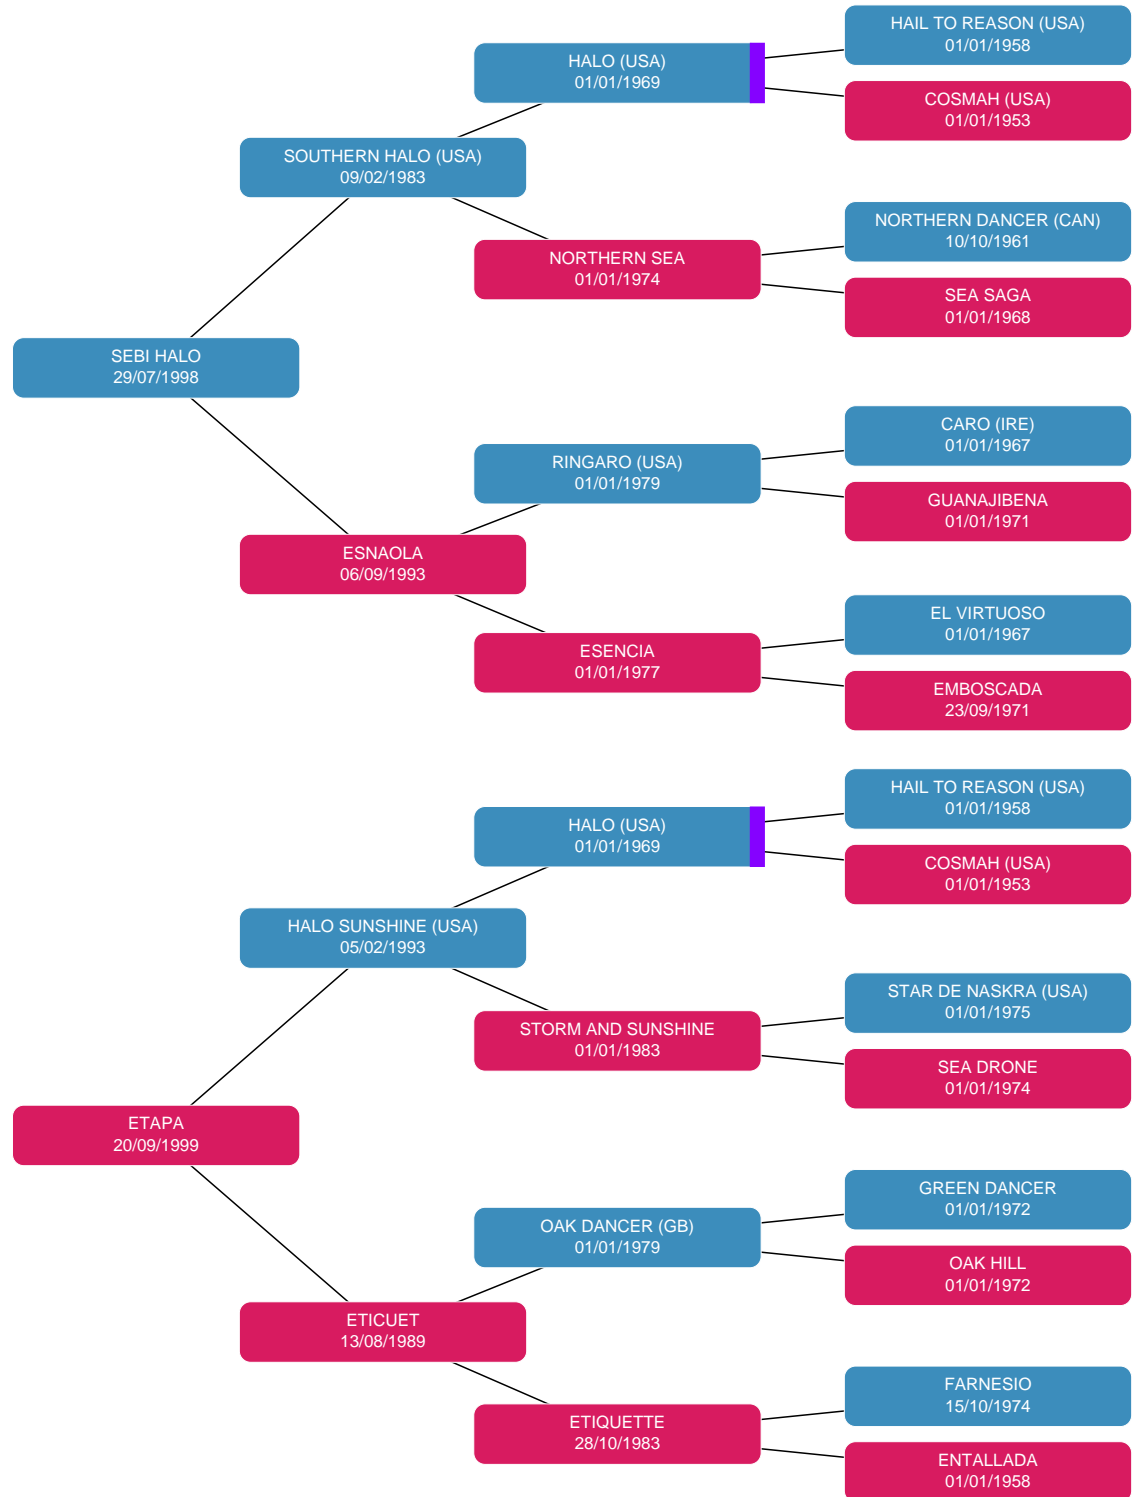 HAIL TO REASON (USA)
01/01/1958
HALO (USA)
01/01/1969
COSMAH (USA)
01/01/1953
SOUTHERN HALO (USA)
09/02/1983
NORTHERN DANCER (CAN)
10/10/1961
NORTHERN SEA
01/01/1974
SEA SAGA
01/01/1968
SEBI HALO
29/07/1998
CARO (IRE)
01/01/1967
RINGARO (USA)
01/01/1979
GUANAJIBENA
01/01/1971
ESNAOLA
06/09/1993
EL VIRTUOSO
01/01/1967
ESENCIA
01/01/1977
EMBOSCADA
23/09/1971
HAIL TO REASON (USA)
01/01/1958
HALO (USA)
01/01/1969
COSMAH (USA)
01/01/1953
HALO SUNSHINE (USA)
05/02/1993
STAR DE NASKRA (USA)
01/01/1975
STORM AND SUNSHINE
01/01/1983
SEA DRONE
01/01/1974
ETAPA
20/09/1999
GREEN DANCER
01/01/1972
OAK DANCER (GB)
01/01/1979
OAK HILL
01/01/1972
ETICUET
13/08/1989
FARNESIO
15/10/1974
ETIQUETTE
28/10/1983
ENTALLADA
01/01/1958